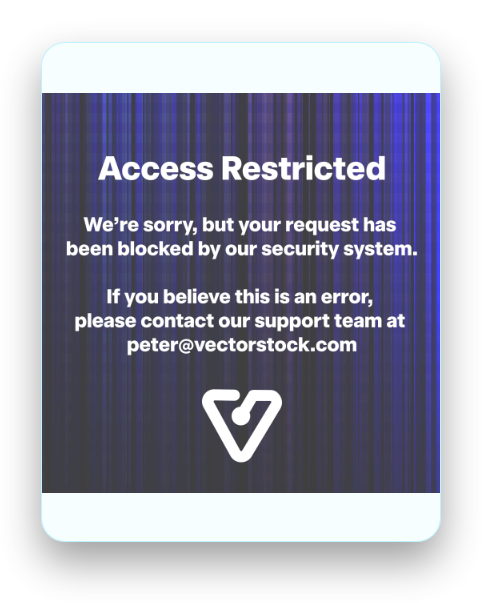 Access Restricted
We're sorry, but your request has
been blocked by our security system.
If you believe this is an error,
please contact our support team at
peter@vectorstock.com